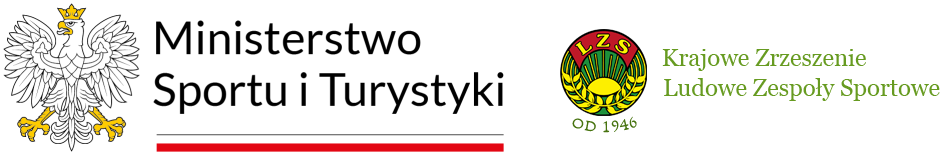 Ministerstwo
Sportu i Turystyki
LZS
OD 1946
Krajowe Zrzeszenie
Ludowe Zespoły Sportowe